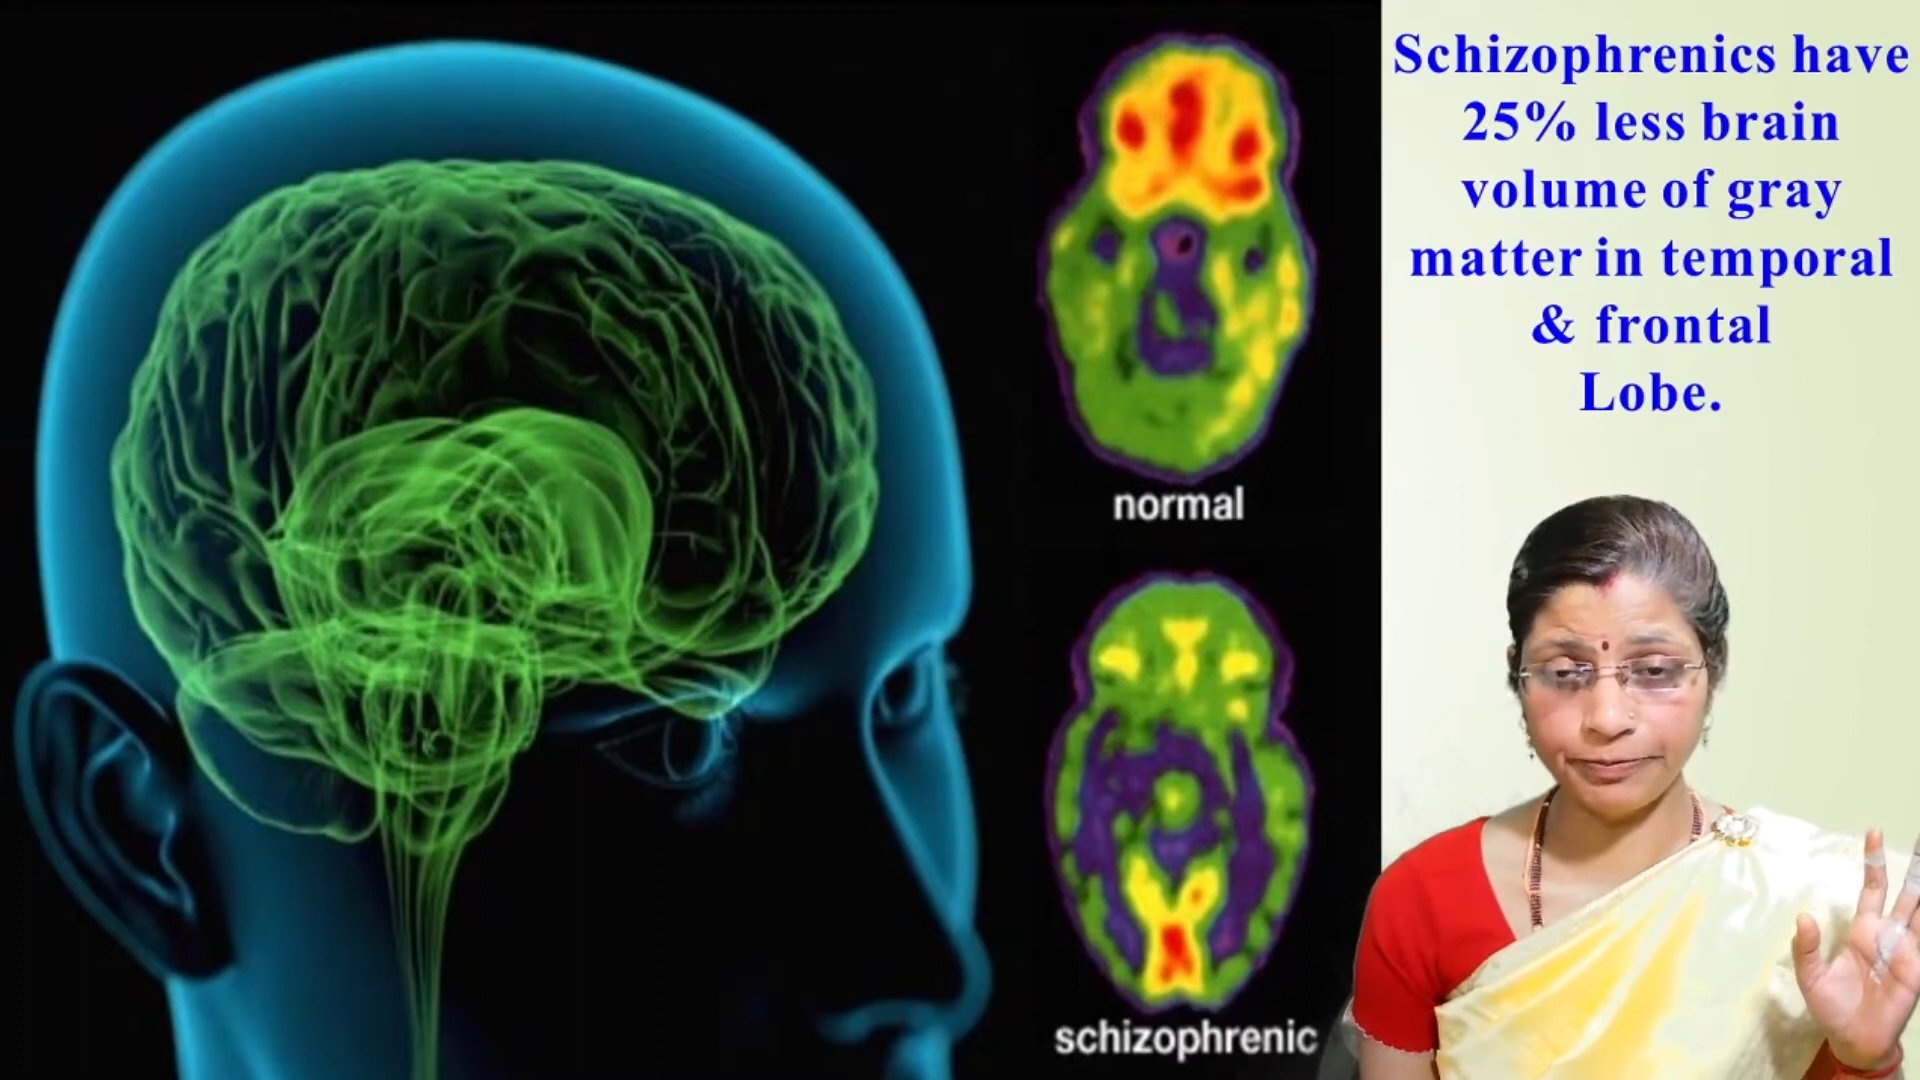 Schizophrenics have
25% less brain
volume of gray
matter in temporal
& frontal
Lobe.
normal
schizophrenic